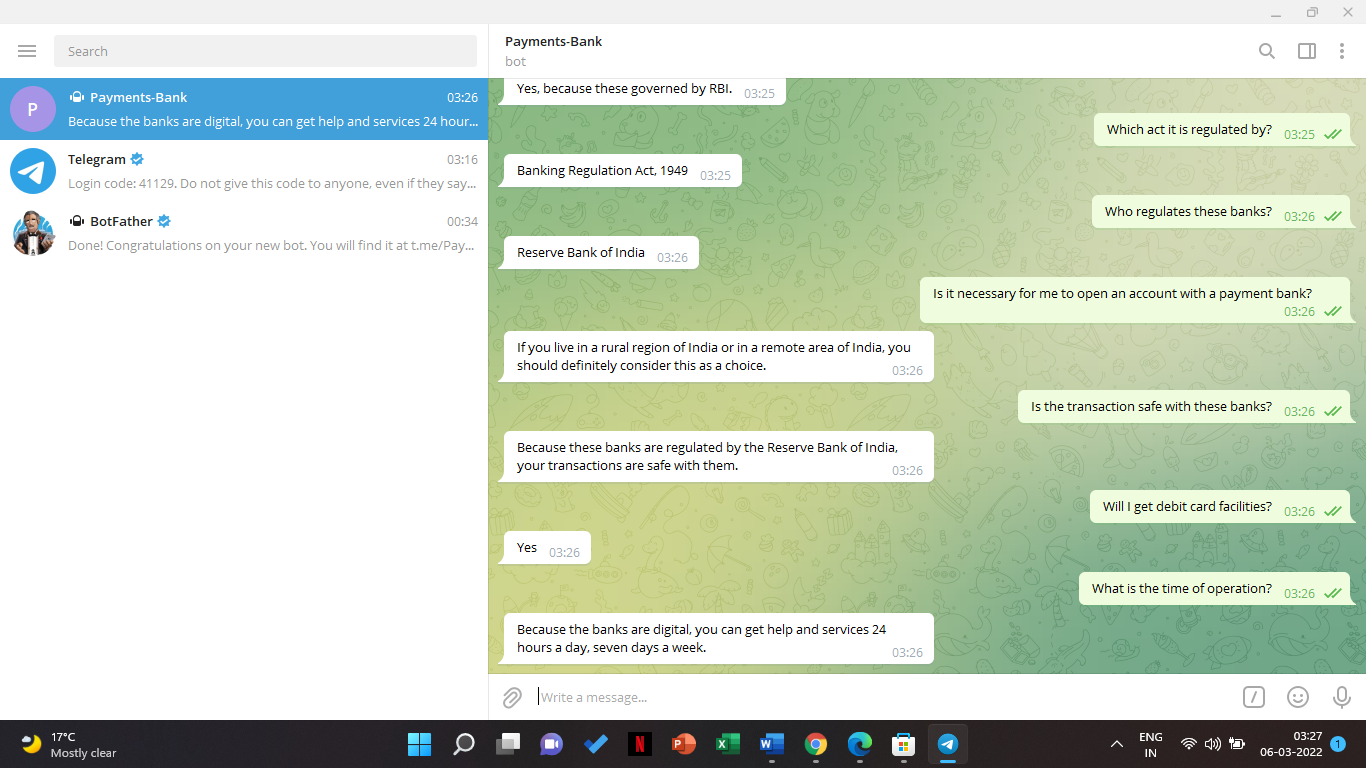 Search
Payments-Bank
bot
P
Payments-Bank 03:26
Because the banks are digital, you can get help and services 24 hour...
Telegram 03:16
Login code: 41129. Do not give this code to anyone, even if they say...
BotFather 00:34
Done! Congratulations on your new bot. You will find it at t.me/Pay...
Yes, because these governed by RBI. 03:25
Which act it is regulated by? 03:25
Banking Regulation Act, 1949 03:25
Who regulates these banks? 03:26
Reserve Bank of India 03:26
Is it necessary for me to open an account with a payment bank?
03:26
If you live in a rural region of India or in a remote area of India, you
should definitely consider this as a choice. 03:26
Is the transaction safe with these banks? 03:26
Because these banks are regulated by the Reserve Bank of India,
your transactions are safe with them. 03:26
Will I get debit card facilities? 03:26
Yes 03:26
What is the time of operation? 03:26
Because the banks are digital, you can get help and services 24
hours a day, seven days a week. 03:26
Write a message...
17°C
Mostly clear
N
P
X
W
ENG
IN
03:27
06-03-2022
1